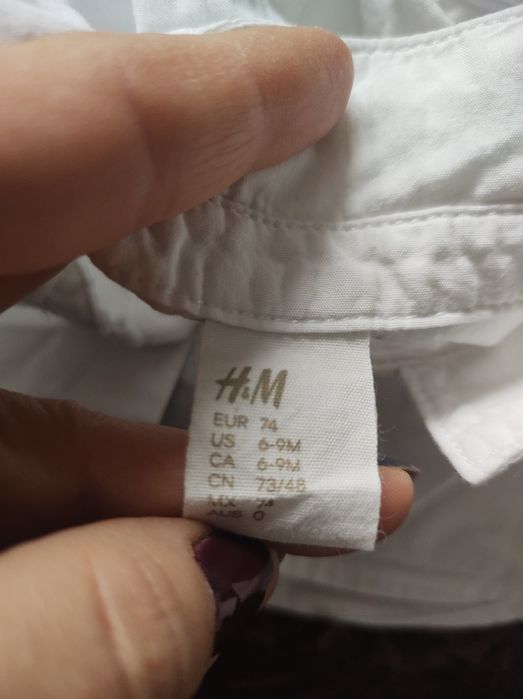 H&M
EUR 74
US 6-9M
CA 6-9M
CN 73/48
MX 74
AUS 0